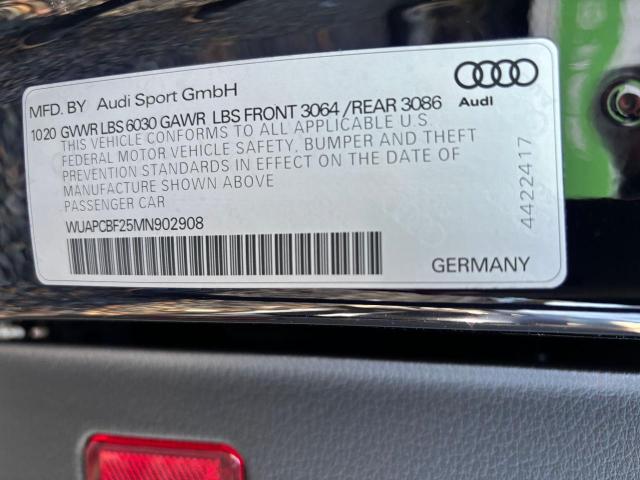 MFD. BY Audi Sport GmbH
Audi
1020 GVWR LBS 6030 GAWR LBS FRONT 3064 /REAR 3086
THIS VEHICLE CONFORMS TO ALL APPLICABLE U.S.
FEDERAL MOTOR VEHICLE SAFETY, BUMPER AND THEFT
PREVENTION STANDARDS IN EFFECT ON THE DATE OF
MANUFACTURE SHOWN ABOVE
PASSENGER CAR
WUAPCBF25MN902908
GERMANY
4422417